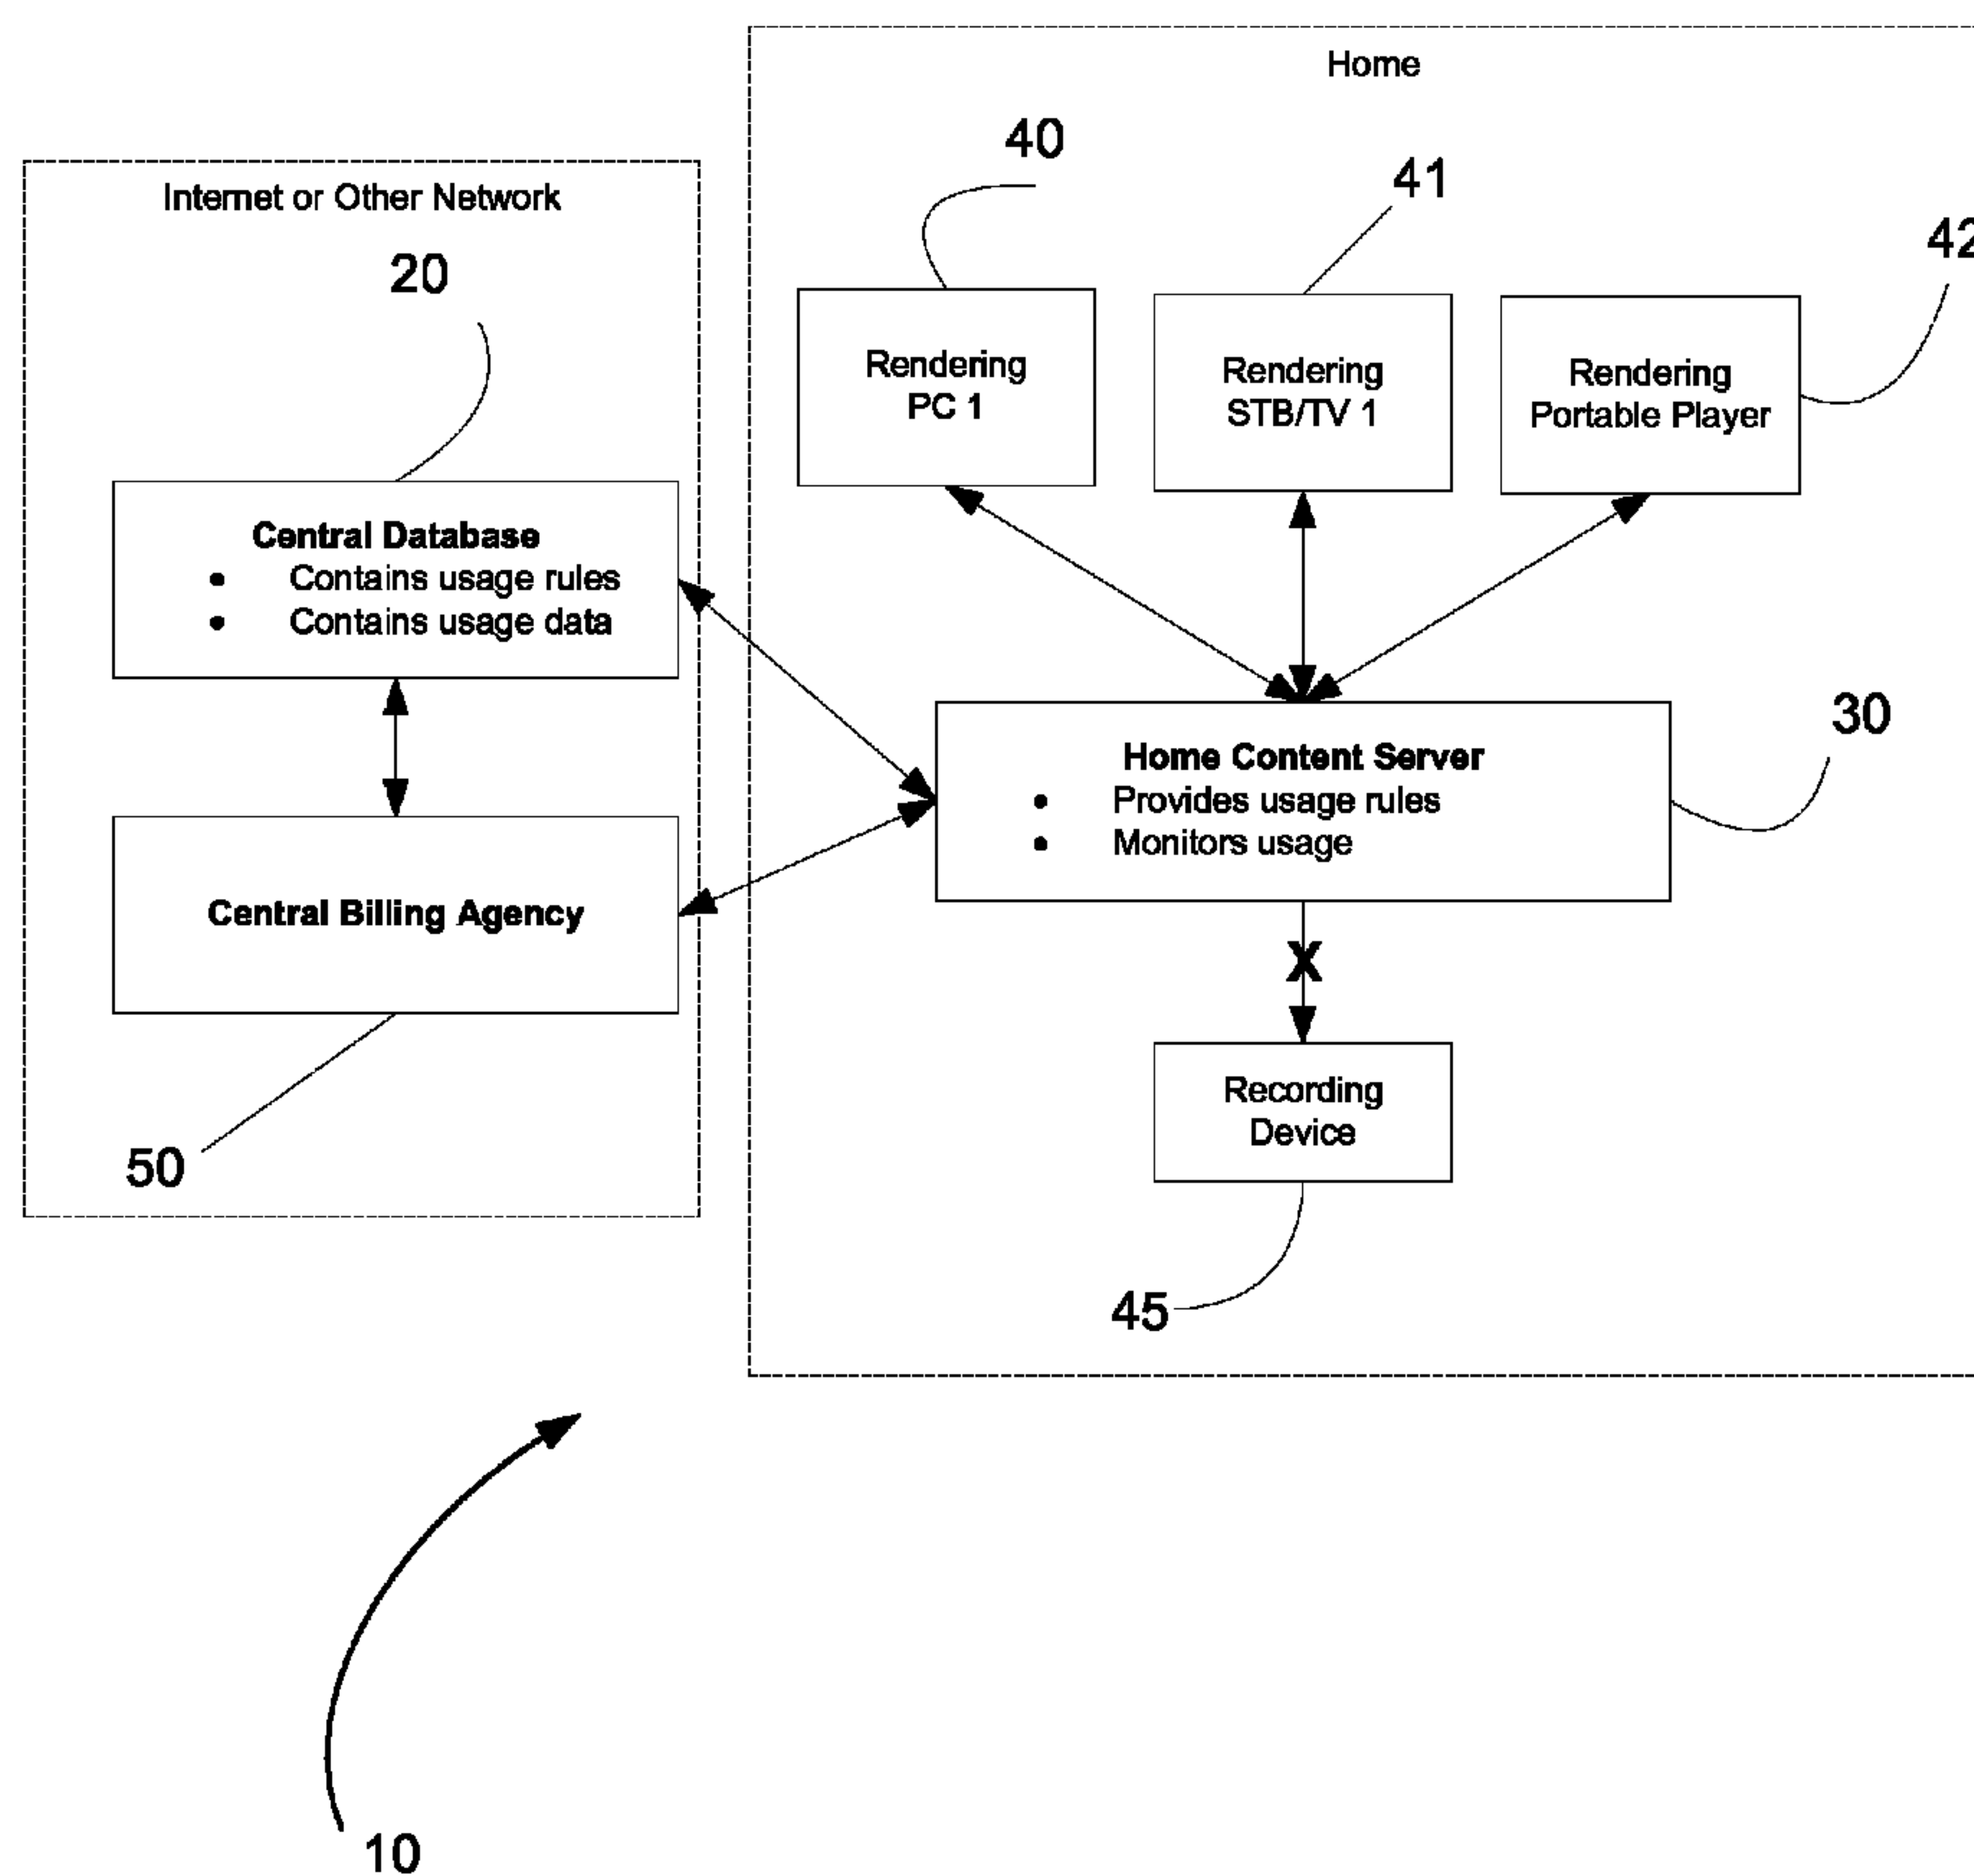 Home
40
41
42
Internet or Other Network
20
Rendering
PC 1
Rendering
STB/TV 1
Rendering
Portable Player
Central Database
• Contains usage rules
• Contains usage data
30
Home Content Server
• Provides usage rules
• Monitors usage
Central Billing Agency
X
Recording
Device
50
45
10